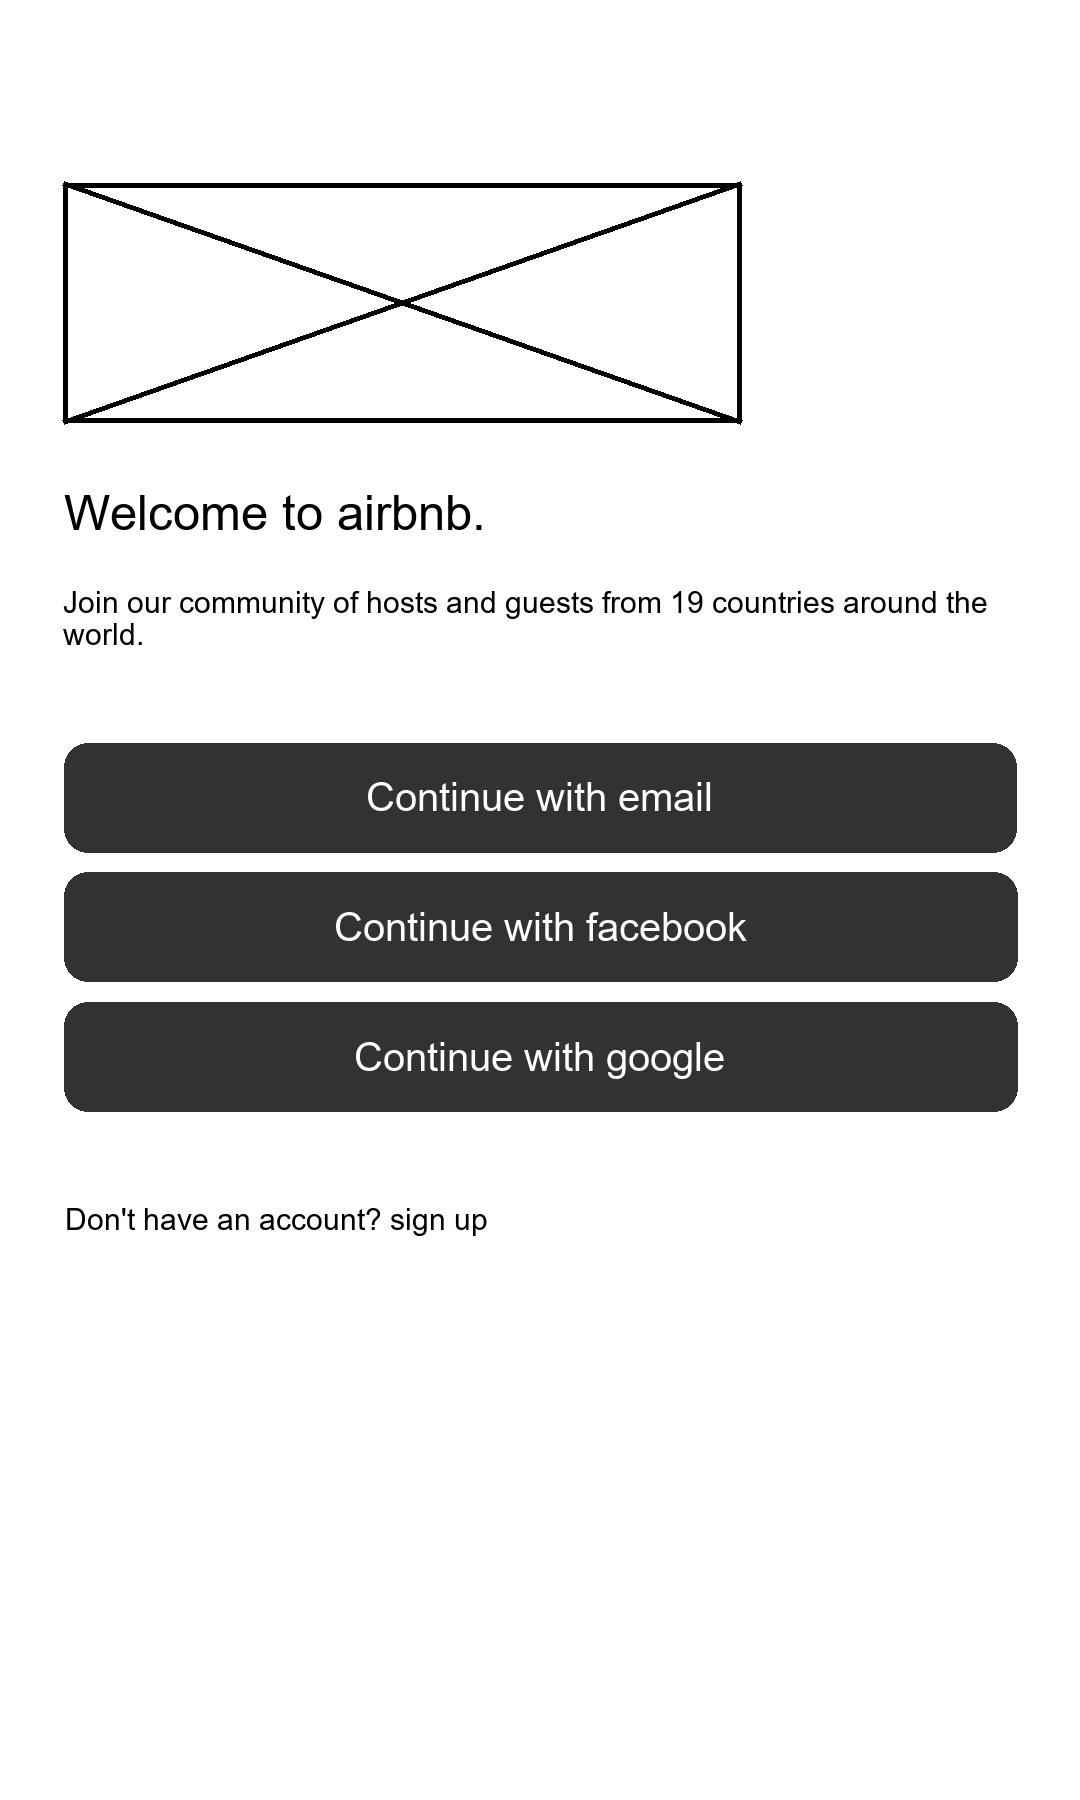 Welcome to airbnb.
Join our community of hosts and guests from 19 countries around the
world.
Continue with email
Continue with facebook
Continue with google
Don't have an account? sign up